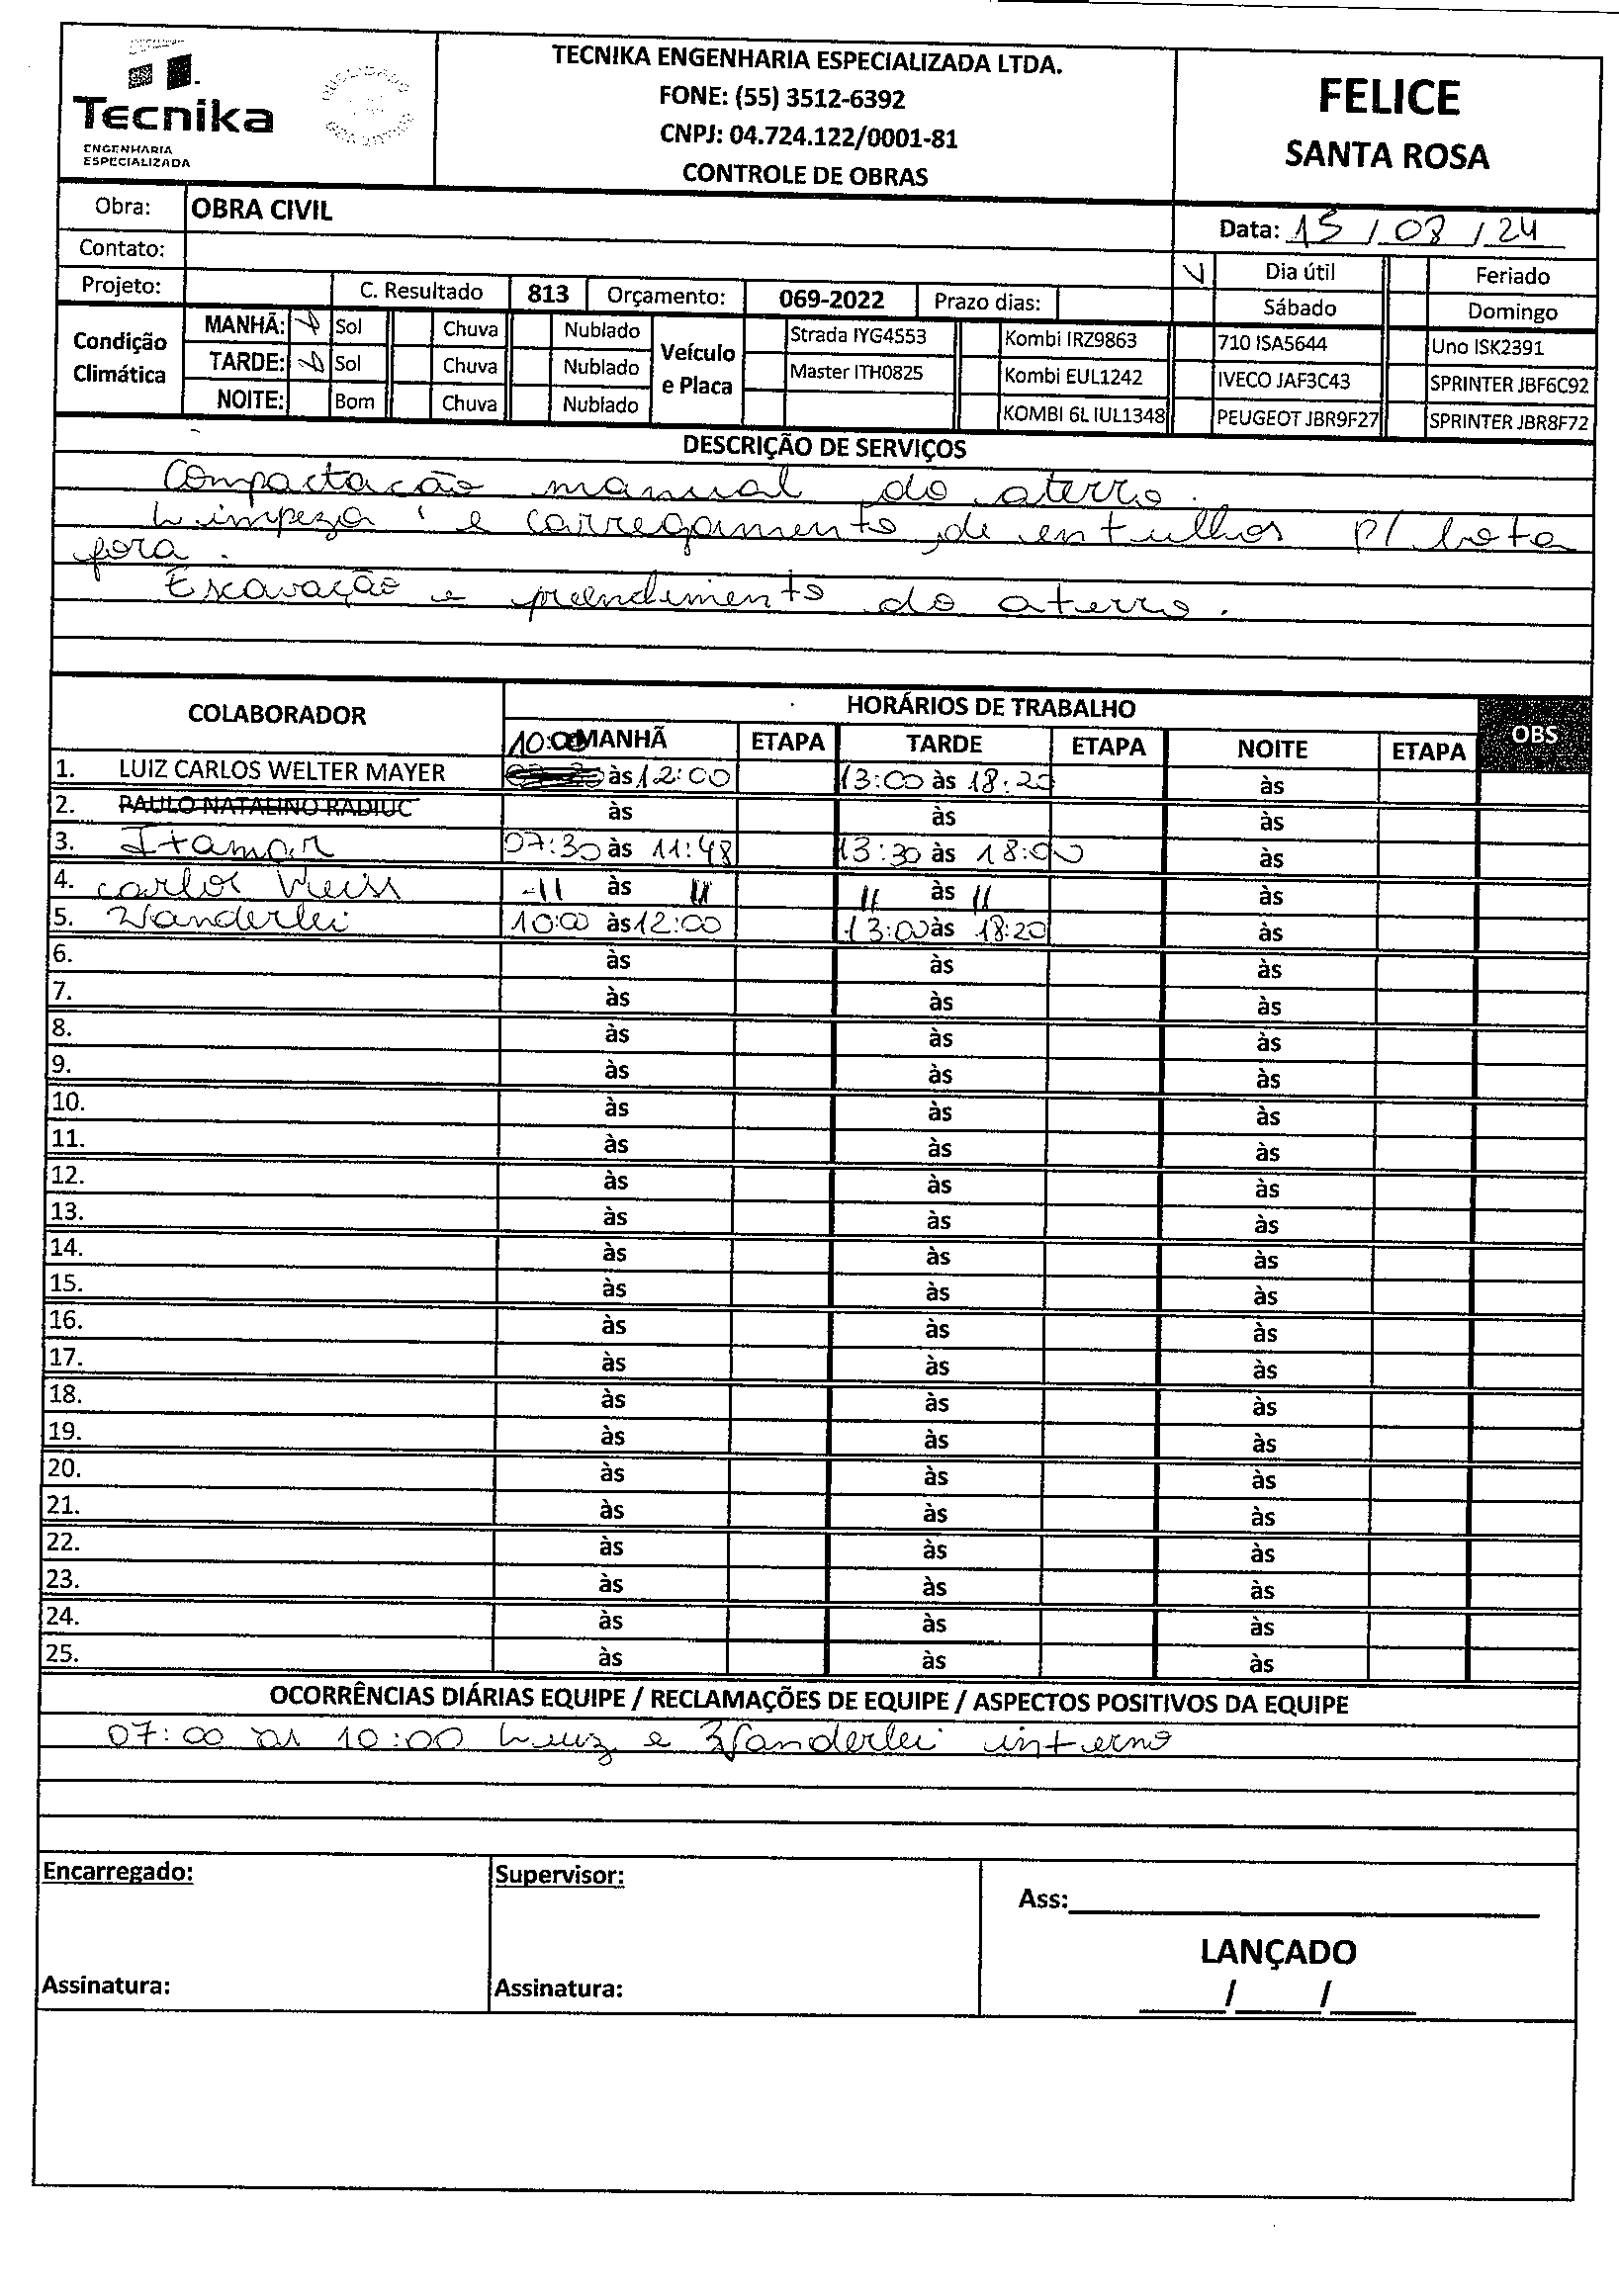 Tecnika
ENGENHARIA
ESPECIALIZADA
TECNIKA ENGENHARIA ESPECIALIZADA LTDA.
FONE: (55) 3512-6392
CNPJ: 04.724.122/0001-81
CONTROLE DE OBRAS
FELICE
SANTA ROSA
Obra: OBRA CIVIL
Data: 15 / 08 / 24
Contato:
Dia útil Feriado
Projeto: C. Resultado 813 Orçamento: 069-2022 Prazo dias:
Sábado Domingo
Condição Climática
MANHÃ: Sol Chuva Nublado
TARDE: Sol Chuva Nublado
NOITE: Bom Chuva Nublado
Veículo e Placa
Strada IYG4553 Kombi IRZ9863 710 ISA5644 Uno ISK2391
Master ITH0825 Kombi EUL1242 IVECO JAF3C43 SPRINTER JBF6C92
KOMBI 6L IUL1348 PEUGEOT JBR9F27 SPRINTER JBR8F72
DESCRIÇÃO DE SERVIÇOS
Compactação manual do aterro.
Limpeza e carregamento de entulhos p/ bota
fora.
Escavação e do aterro.
COLABORADOR HORÁRIOS DE TRABALHO OBS
MANHÃ ETAPA TARDE ETAPA NOITE ETAPA
1. LUIZ CARLOS WELTER MAYER 10:00 às 12:00 13:00 às 18:20 às
2. PAULO NATALINO RADIUC às às às
3. Itamar 07:30 às 11:48 13:30 às 18:00 às
4. Carlos Vieiss -11 às 11 11 às 11 às
5. Wanderlei 10:00 às 12:00 13:00 às 18:20 às
6. às às às
7. às às às
8. às às às
9. às às às
10. às às às
11. às às às
12. às às às
13. às às às
14. às às às
15. às às às
16. às às às
17. às às às
18. às às às
19. às às às
20. às às às
21. às às às
22. às às às
23. às às às
24. às às às
25. às às às
OCORRÊNCIAS DIÁRIAS EQUIPE / RECLAMAÇÕES DE EQUIPE / ASPECTOS POSITIVOS DA EQUIPE
07:00 as 10:00 Luiz e Wanderlei interno
Encarregado:
Supervisor:
Ass:
LANÇADO
Assinatura:
Assinatura:
/ /